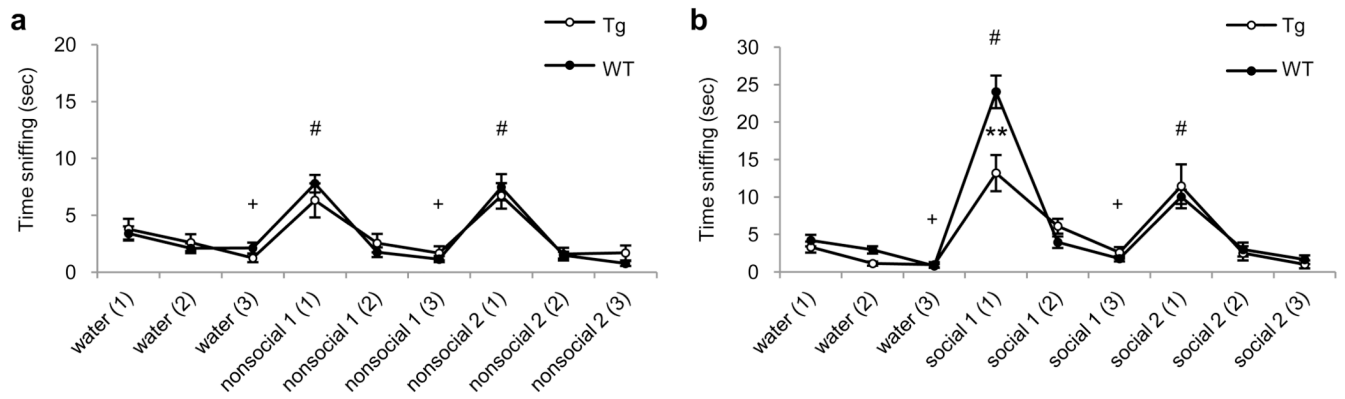 a
Tg
WT
Time sniffing (sec)
20
15
10
5
0
#
#
+
+
water (1)
water (2)
water (3)
nonsocial 1 (1)
nonsocial 1 (2)
nonsocial 1 (3)
nonsocial 2 (1)
nonsocial 2 (2)
nonsocial 2 (3)
b
Tg
WT
Time sniffing (sec)
30
25
20
15
10
5
0
#
**
#
+
+
water (1)
water (2)
water (3)
social 1 (1)
social 1 (2)
social 1 (3)
social 2 (1)
social 2 (2)
social 2 (3)